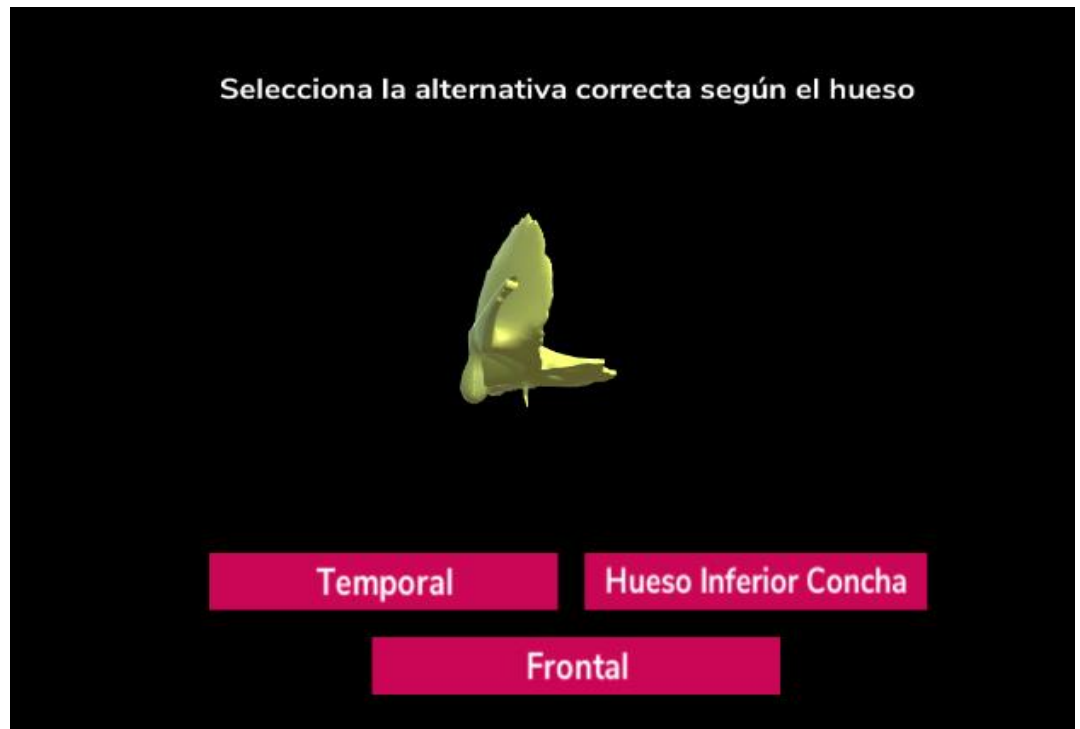 Selecciona la alternativa correcta según el hueso
Temporal
Hueso Inferior Concha
Frontal